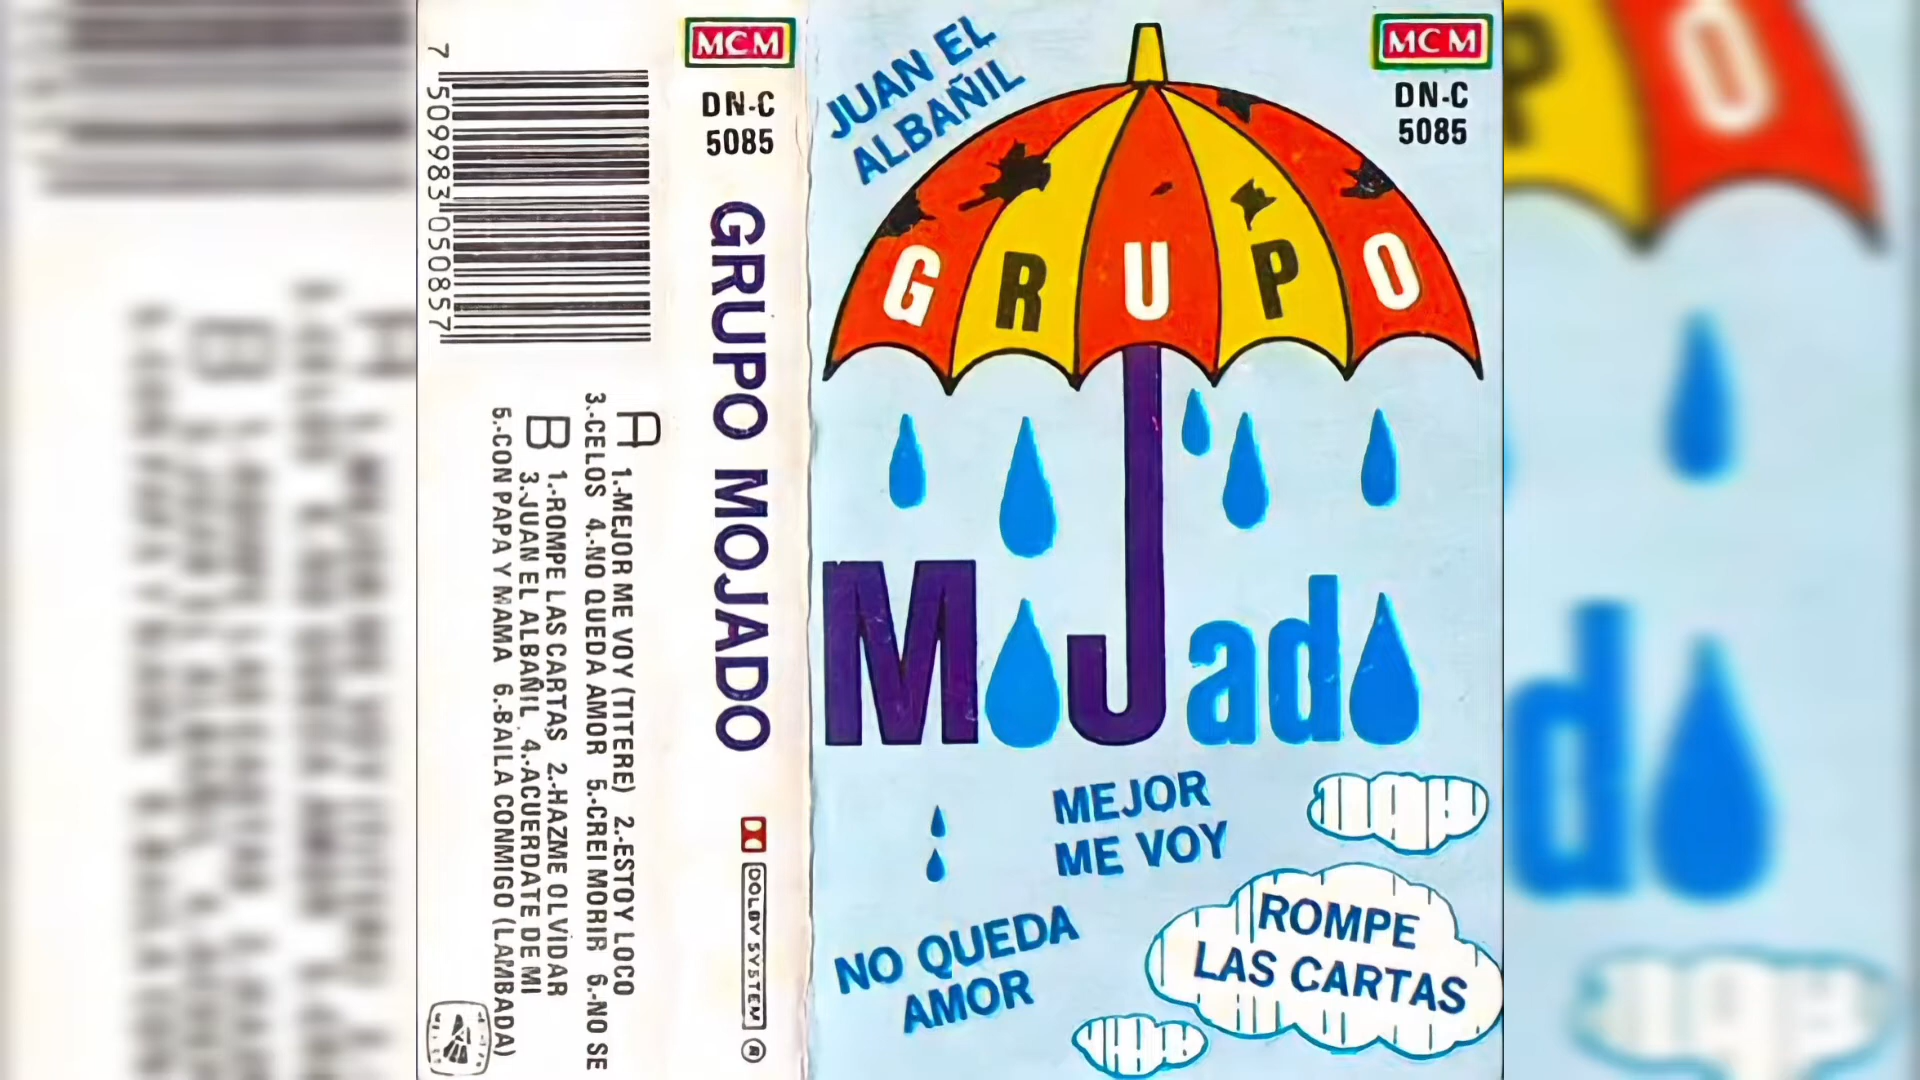 MCM
DN-C
5085
7 509983 050857
A 1.-MEJOR ME VOY (TITERE) 2.-ESTOY LOCO
3.-CELOS 4.-NO QUEDA AMOR 5.-CREI MORIR 6.-NO SE
B 1.-ROMPE LAS CARTAS 2.-HAZME OLVIDAR
3.-JUAN EL ALBAÑIL 4.-ACUERDATE DE MI
5.-CON PAPA Y MAMA 6.-BAILA CONMIGO (LAMBADA)
GRUPO MOJADO
DOLBY SYSTEM ®
JUAN EL
ALBAÑIL
MCM
DN-C
5085
GRUPO
MOJado
MEJOR
ME VOY
NO QUEDA
AMOR
ROMPE
LAS CARTAS